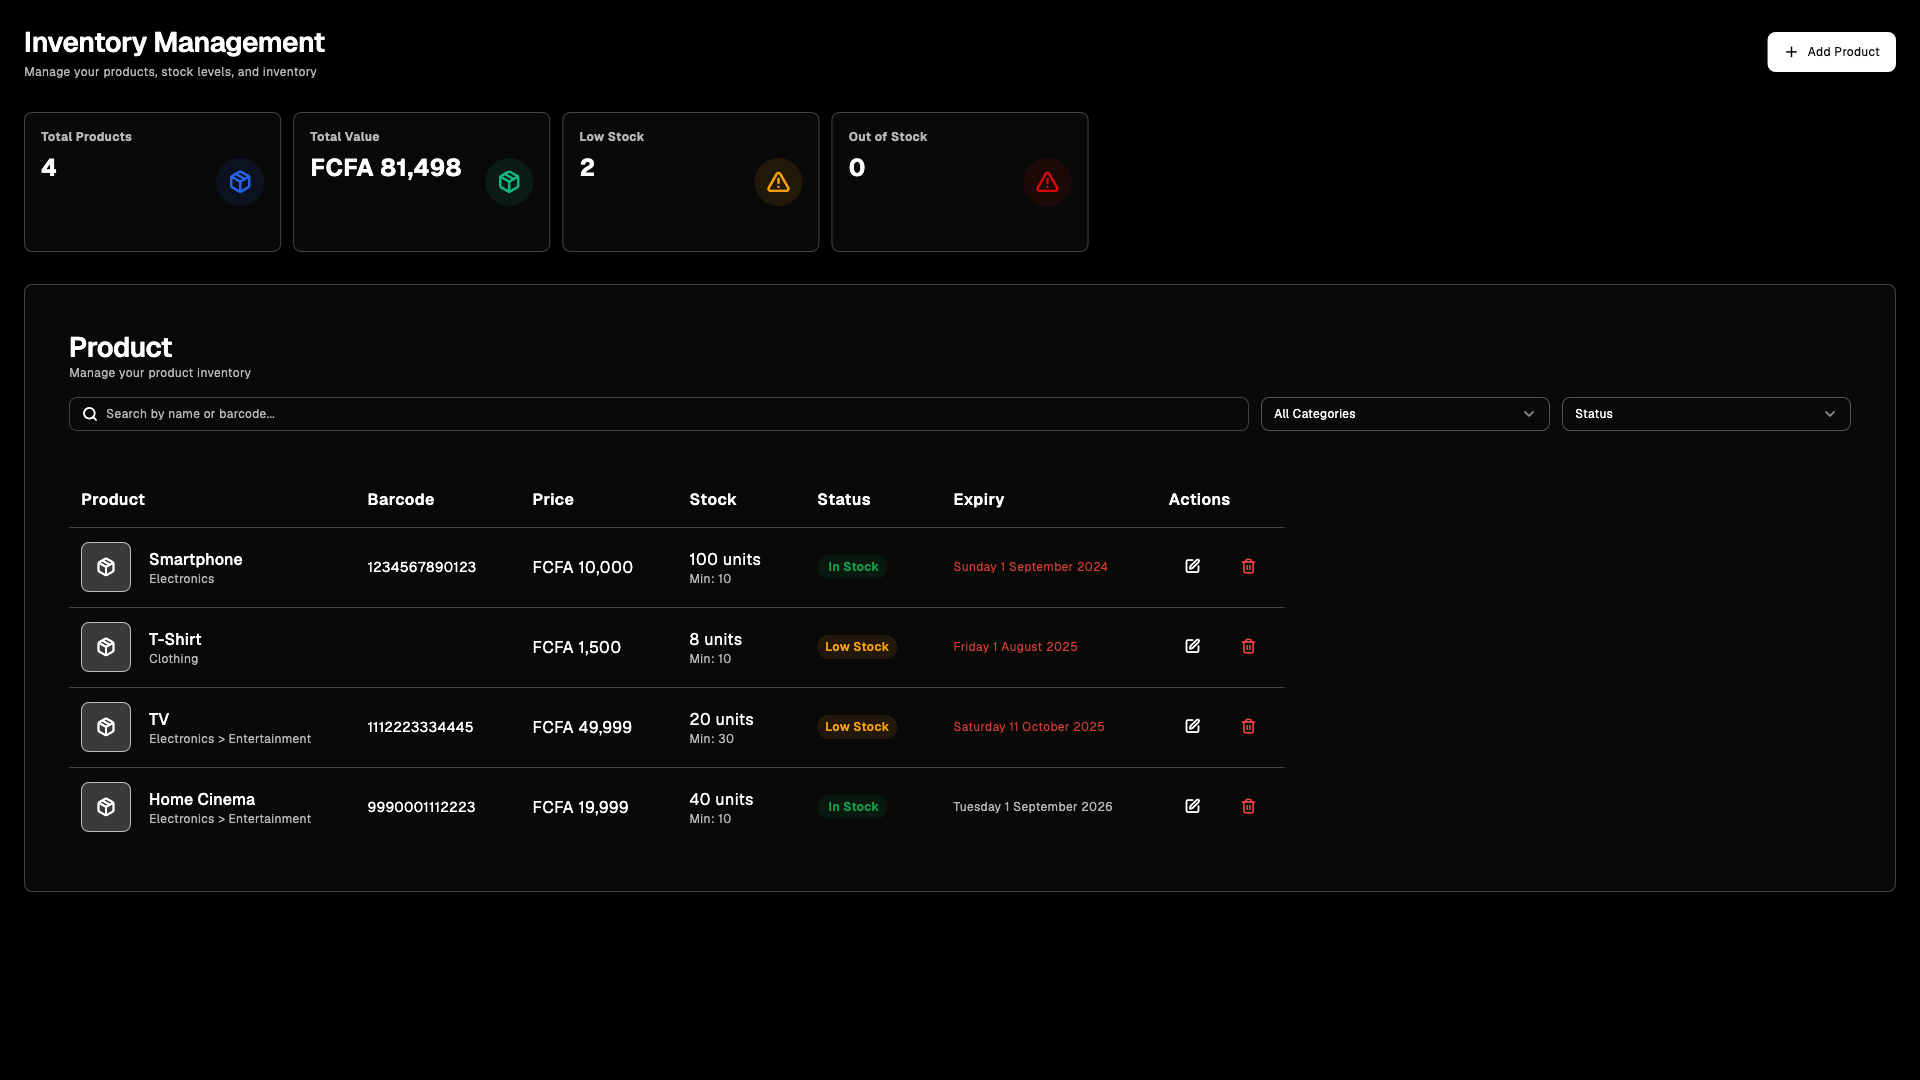 Inventory Management
Manage your products, stock levels, and inventory
Add Product
Total Products
4
Total Value
FCFA 81,498
Low Stock
2
Out of Stock
0
Product
Manage your product inventory
Search by name or barcode...
All Categories
Status
Product Barcode Price Stock Status Expiry Actions
Smartphone
Electronics
1234567890123
FCFA 10,000
100 units
Min: 10
In Stock
Sunday 1 September 2024
T-Shirt
Clothing
FCFA 1,500
8 units
Min: 10
Low Stock
Friday 1 August 2025
TV
Electronics > Entertainment
1112223334445
FCFA 49,999
20 units
Min: 30
Low Stock
Saturday 11 October 2025
Home Cinema
Electronics > Entertainment
9990001112223
FCFA 19,999
40 units
Min: 10
In Stock
Tuesday 1 September 2026